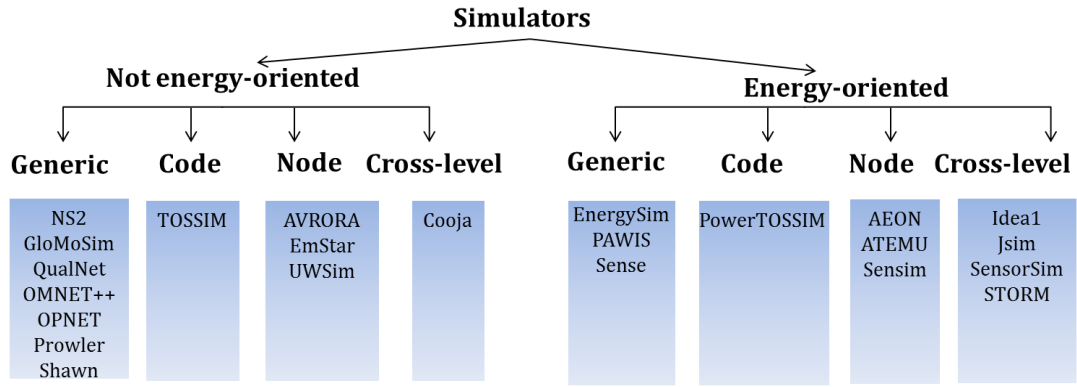 Simulators
Not energy-oriented
Energy-oriented
Generic
Code
Node
Cross-level
Generic
Code
Node
Cross-level
NS2
GloMoSim
QualNet
OMNET++
OPNET
Prowler
Shawn
TOSSIM
AVRORA
EmStar
UWSim
Cooja
EnergySim
PAWIS
Sense
PowerTOSSIM
AEON
ATEMU
Sensim
Idea1
Jsim
SensorSim
STORM